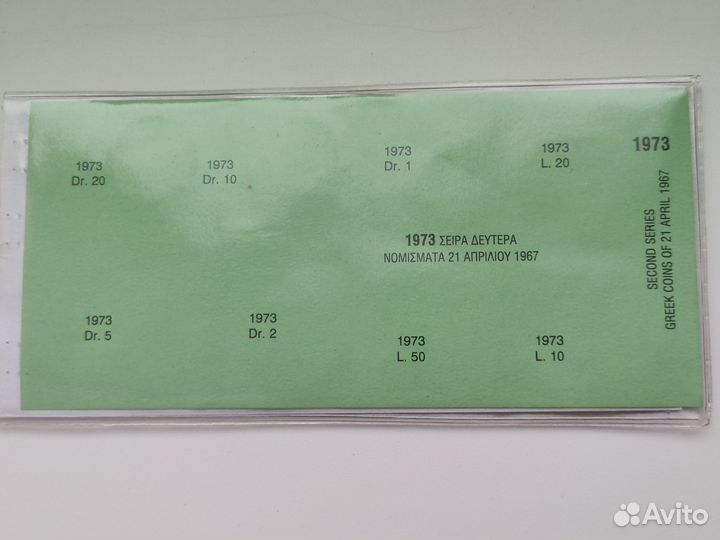 1973
Dr. 20
1973
Dr. 10
1973
Dr. 1
1973
L. 20
1973
1973 ΣΕΙΡΑ ΔΕΥΤΕΡΑ
ΝΟΜΙΣΜΑΤΑ 21 ΑΠΡΙΛΙΟΥ 1967
SECOND SERIES
GREEK COINS OF 21 APRIL 1967
1973
Dr. 5
1973
Dr. 2
1973
L. 50
1973
L. 10
Avito